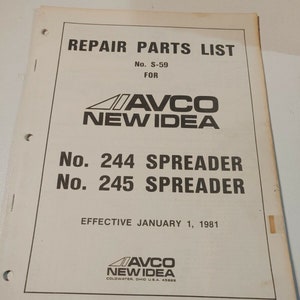 REPAIR PARTS LIST
No. S-59
FOR
AVCO
NEW IDEA
No. 244 SPREADER
No. 245 SPREADER
EFFECTIVE JANUARY 1, 1981
AVCO
NEW IDEA
COLDWATER, OHIO U.S.A. 45828